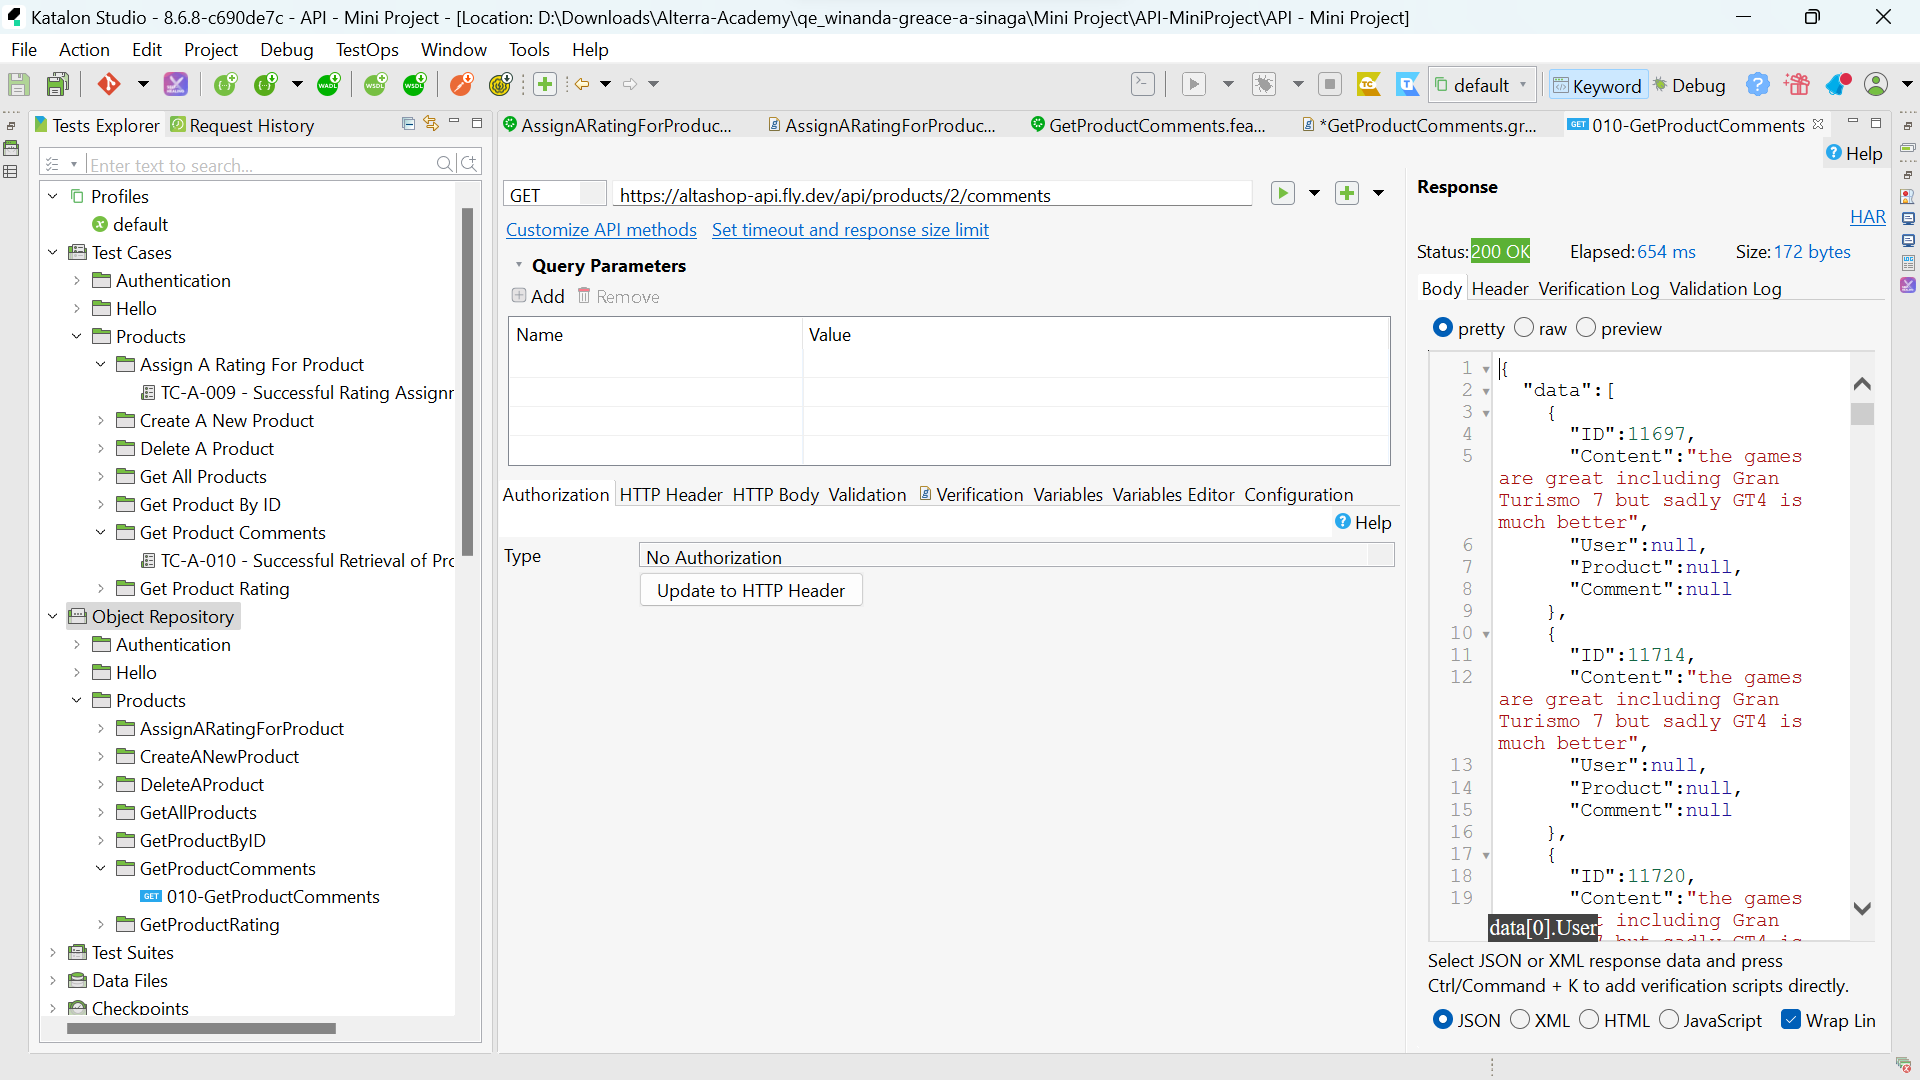 Katalon Studio - 8.6.8-c690de7c - API - Mini Project - [Location: D:\Downloads\Alterra-Academy\qe_winanda-greace-a-sinaga\Mini Project\API-MiniProject\API - Mini Project]
File Action Edit Project Debug TestOps Window Tools Help
default Keyword Debug
Tests Explorer Request History
Enter text to search...
Profiles
default
Test Cases
Authentication
Hello
Products
Assign A Rating For Product
TC-A-009 - Successful Rating Assignr
Create A New Product
Delete A Product
Get All Products
Get Product By ID
Get Product Comments
TC-A-010 - Successful Retrieval of Prc
Get Product Rating
Object Repository
Authentication
Hello
Products
AssignARatingForProduct
CreateANewProduct
DeleteAProduct
GetAllProducts
GetProductByID
GetProductComments
GET 010-GetProductComments
GetProductRating
Test Suites
Data Files
Checkpoints
AssignARatingForProduc... AssignARatingForProduc... GetProductComments.fea... *GetProductComments.gr... GET 010-GetProductComments
Help
GET https://altashop-api.fly.dev/api/products/2/comments
Customize API methods Set timeout and response size limit
Query Parameters
Add Remove
Name Value
Authorization HTTP Header HTTP Body Validation Verification Variables Variables Editor Configuration
Help
Type No Authorization
Update to HTTP Header
Response
HAR
Status: 200 OK Elapsed: 654 ms Size: 172 bytes
Body Header Verification Log Validation Log
pretty raw preview
1 {
2 "data":[
3 {
4 "ID":11697,
5 "Content":"the games
are great including Gran
Turismo 7 but sadly GT4 is
much better",
6 "User":null,
7 "Product":null,
8 "Comment":null
9 },
10 {
11 "ID":11714,
12 "Content":"the games
are great including Gran
Turismo 7 but sadly GT4 is
much better",
13 "User":null,
14 "Product":null,
15 "Comment":null
16 },
17 {
18 "ID":11720,
19 "Content":"the games
data[0].User including Gran
but sadly GT4 is
Select JSON or XML response data and press
Ctrl/Command + K to add verification scripts directly.
JSON XML HTML JavaScript Wrap Lin